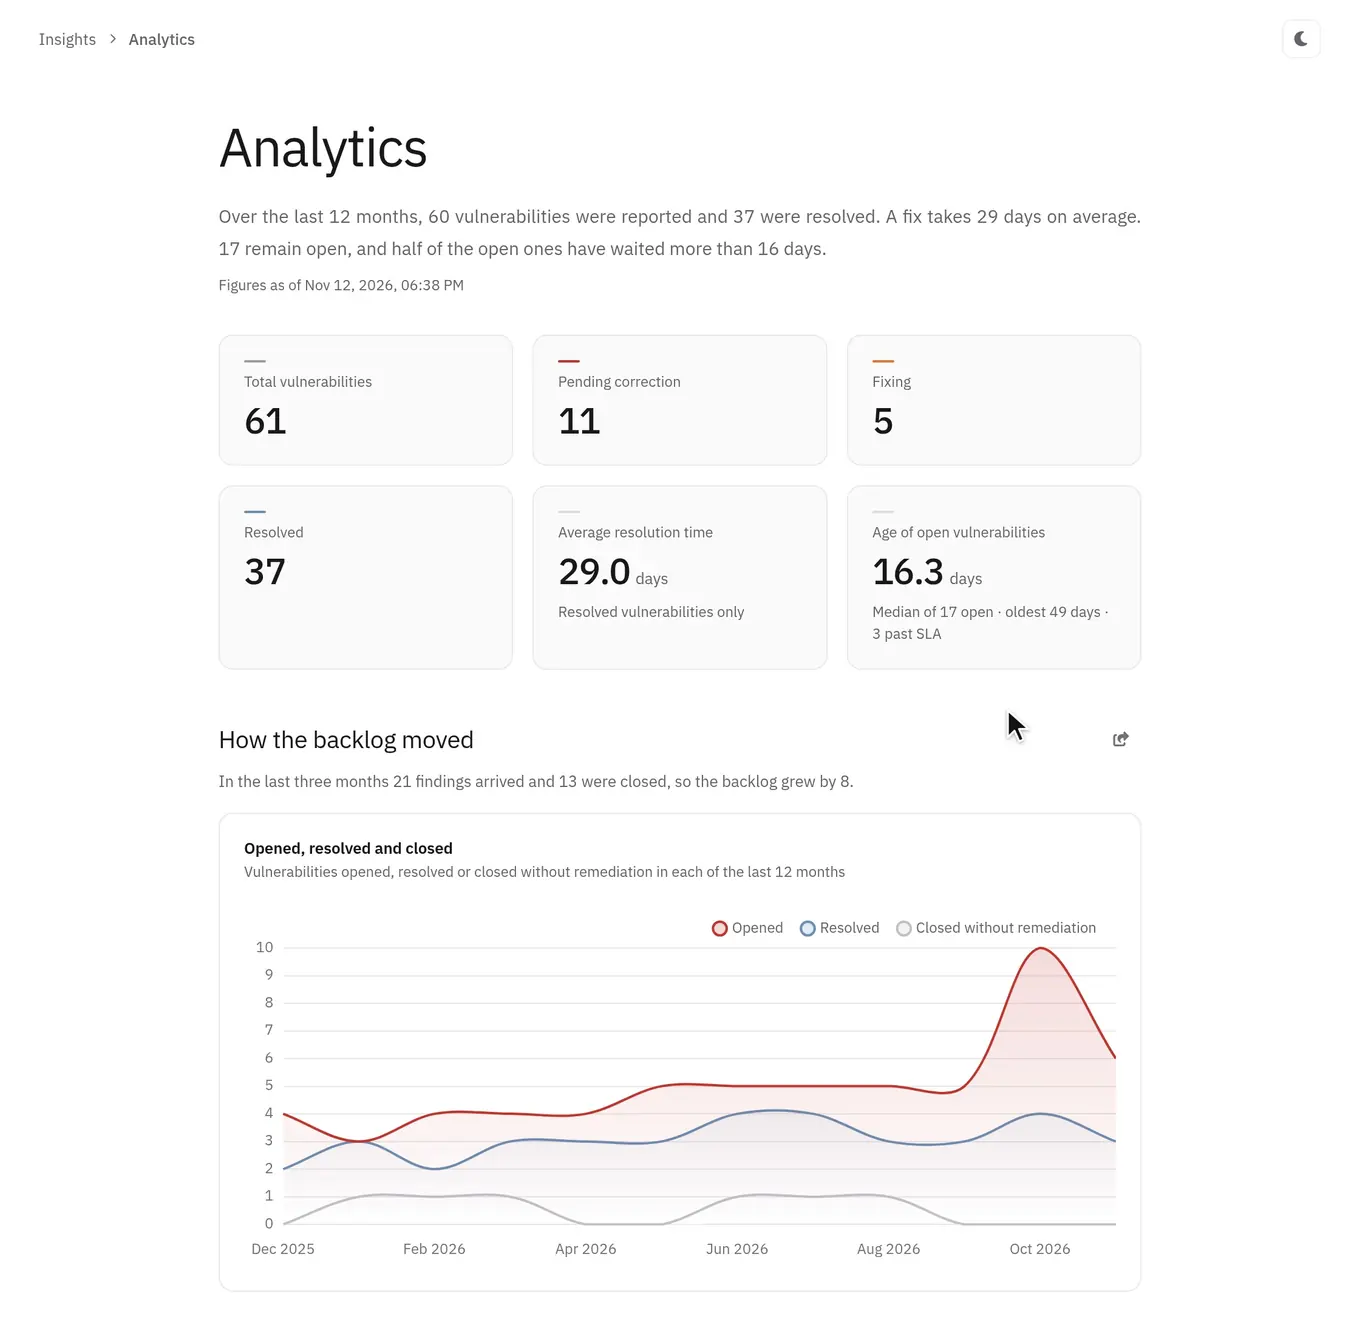 Insights > Analytics
Analytics
Over the last 12 months, 60 vulnerabilities were reported and 37 were resolved. A fix takes 29 days on average.
17 remain open, and half of the open ones have waited more than 16 days.
Figures as of Nov 12, 2026, 06:38 PM
Total vulnerabilities
61
Pending correction
11
Fixing
5
Resolved
37
Average resolution time
29.0 days
Resolved vulnerabilities only
Age of open vulnerabilities
16.3 days
Median of 17 open · oldest 49 days ·
3 past SLA
How the backlog moved
In the last three months 21 findings arrived and 13 were closed, so the backlog grew by 8.
Opened, resolved and closed
Vulnerabilities opened, resolved or closed without remediation in each of the last 12 months
Opened Resolved Closed without remediation
10
9
8
7
6
5
4
3
2
1
0
Dec 2025 Feb 2026 Apr 2026 Jun 2026 Aug 2026 Oct 2026